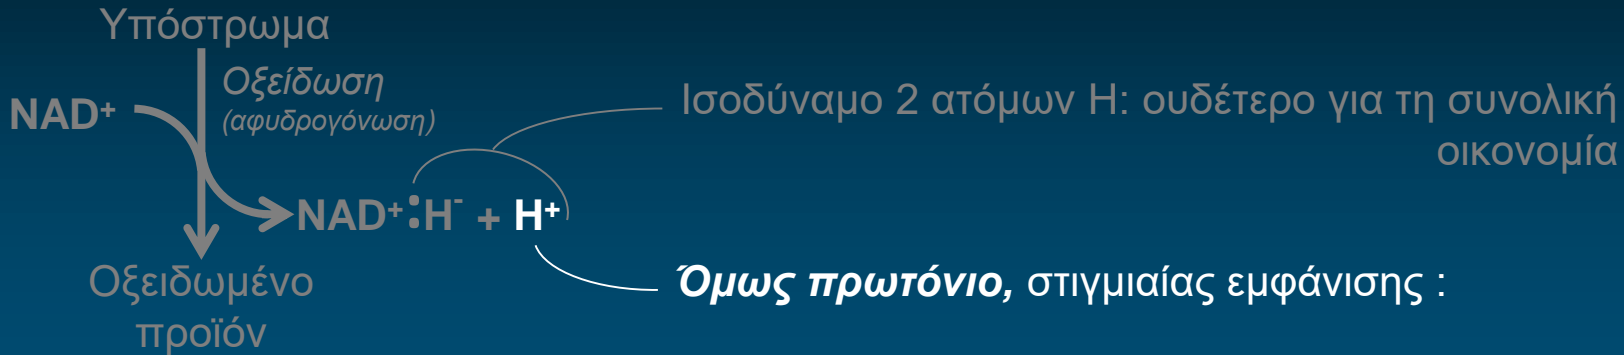 Υπόστρωμα
Οξείδωση
(αφυδρογόνωση)
NAD⁺
Ισοδύναμο 2 ατόμων Η: ουδέτερο για τη συνολική
οικονομία
NAD⁺:H⁻ + H⁺
Οξειδωμένο
προϊόν
Όμως πρωτόνιο, στιγμιαίας εμφάνισης :